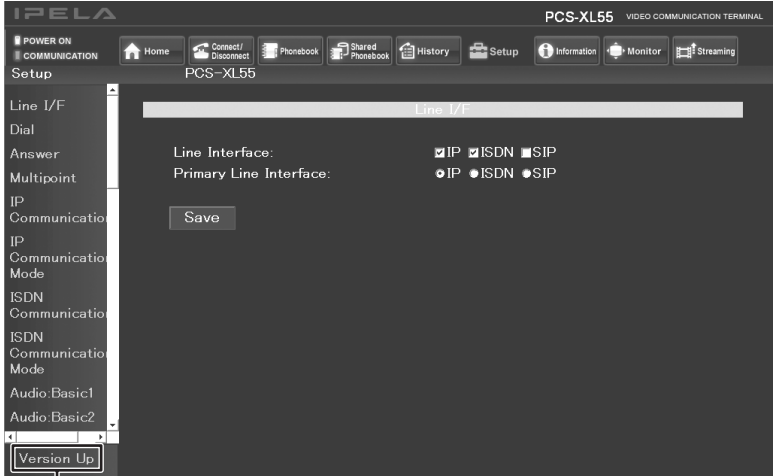 IPELA
PCS-XL55 VIDEO COMMUNICATION TERMINAL
POWER ON
COMMUNICATION
Home
Connect/
Disconnect
Phonebook
Shared
Phonebook
History
Setup
Information
Monitor
Streaming
Setup PCS-XL55
Line I/F
Dial
Answer
Multipoint
IP
Communicatio
IP
Communicatio
Mode
ISDN
Communicatio
ISDN
Communicatio
Mode
Audio:Basic1
Audio:Basic2
Version Up
Line I/F
Line Interface: IP ISDN SIP
Primary Line Interface: IP ISDN SIP
Save